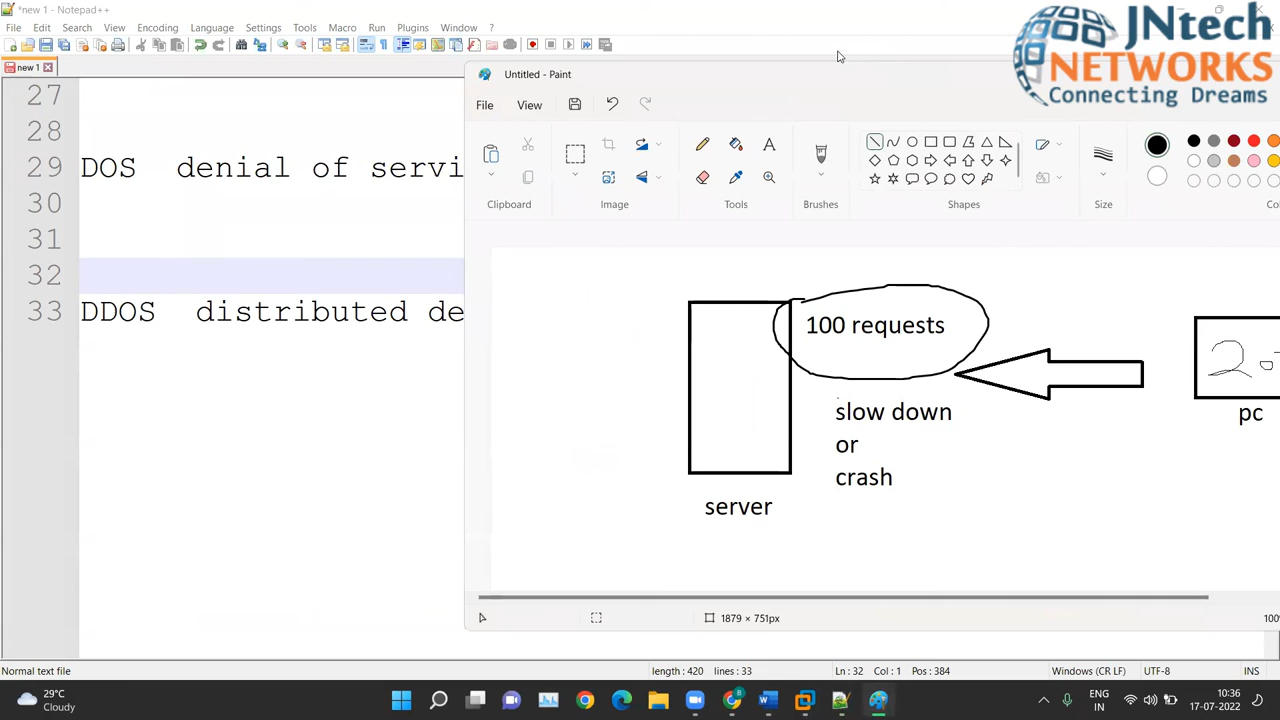 *new 1 - Notepad++
File Edit Search View Encoding Language Settings Tools Macro Run Plugins Window ?
new 1
JNtech
NETWORKS
Connecting Dreams
27
28
29 DOS denial of servi
30
31
32
33 DDOS distributed de
Untitled - Paint
File View
Clipboard Image Tools Brushes Shapes Size Co
100 requests
2
slow down
or
crash
pc
server
1879 × 751px
100
Normal text file length : 420 lines : 33 Ln : 32 Col : 1 Pos : 384 Windows (CR LF) UTF-8 INS
29°C
Cloudy
ENG
IN
10:36
17-07-2022